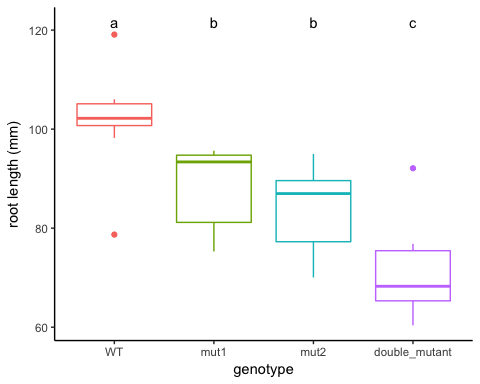 a b b c
120
100
80
60
root length (mm)
WT mut1 mut2 double_mutant
genotype